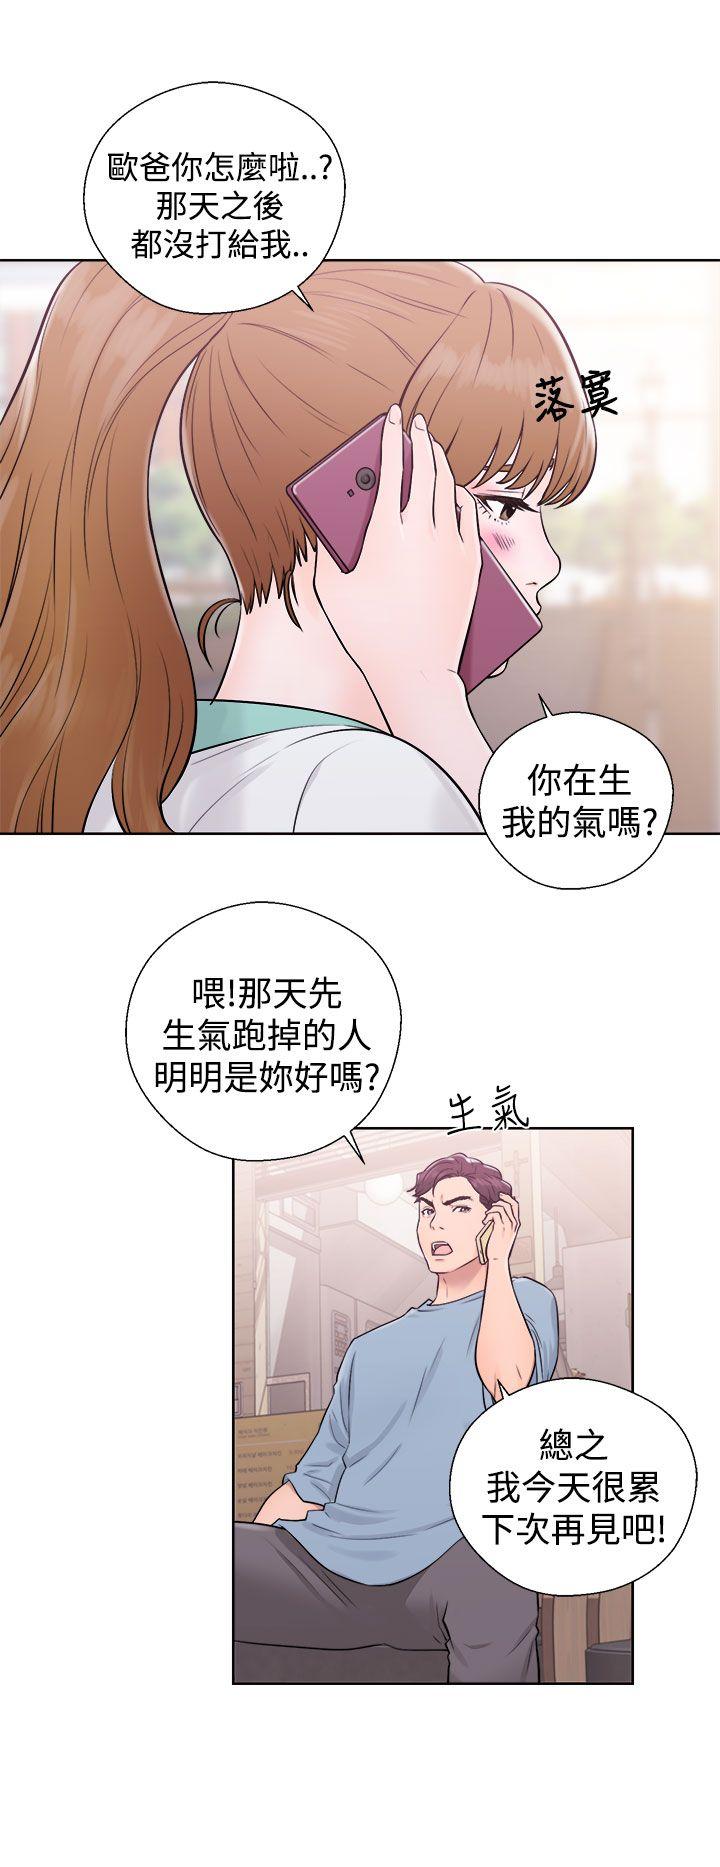 歐爸你怎麼啦..?
那天之後
都沒打給我..
落寞
你在生
我的氣嗎?
喂!那天先
生氣跑掉的人
明明是妳好嗎?
生氣
總之
我今天很累
下次再見吧!